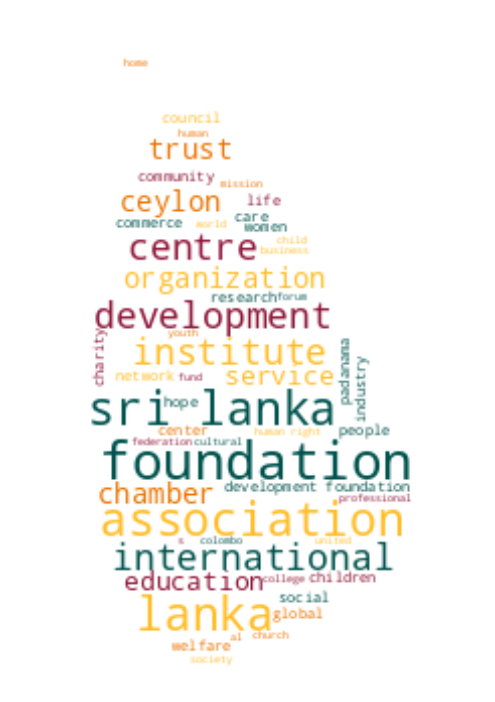 home
council
human
trust
community
mission
ceylon
life
care
commerce
world
women
centre
child
business
organization
research
forum
development
youth
charity
institute
padanama
industry
network
fund
service
sri lanka
hope
center
human right
people
federation
cultural
foundation
chamber
development foundation
professional
association
s
colombo
united
international
education
college
children
social
lanka
global
al
church
welfare
society